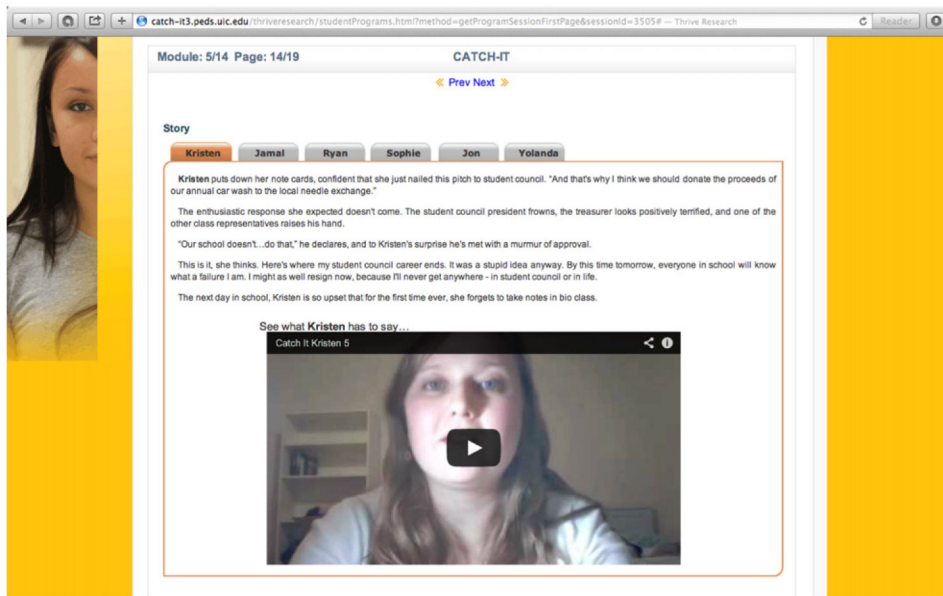 catch-it3.peds.uic.edu/thriveresearch/studentPrograms.html?method=getProgramSessionFirstPage&sessionId=3505# — Thrive Research
Reader
Module: 5/14 Page: 14/19 CATCH-IT
Prev Next
Story
Kristen Jamal Ryan Sophie Jon Yolanda
Kristen puts down her note cards, confident that she just nailed this pitch to student council. "And that's why I think we should donate the proceeds of
our annual car wash to the local needle exchange."
The enthusiastic response she expected doesn't come. The student council president frowns, the treasurer looks positively terrified, and one of the
other class representatives raises his hand.
"Our school doesn't...do that," he declares, and to Kristen's surprise he's met with a murmur of approval.
This is it, she thinks. Here's where my student council career ends. It was a stupid idea anyway. By this time tomorrow, everyone in school will know
what a failure I am. I might as well resign now, because I'll never get anywhere - in student council or in life.
The next day in school, Kristen is so upset that for the first time ever, she forgets to take notes in bio class.
See what Kristen has to say...
Catch It Kristen 5